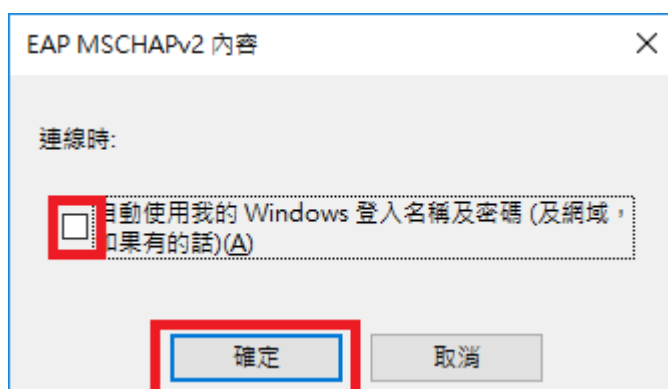 EAP MSCHAPv2 內容
連線時:
自動使用我的 Windows 登入名稱及密碼 (及網域，
如果有的話)(A)
確定
取消